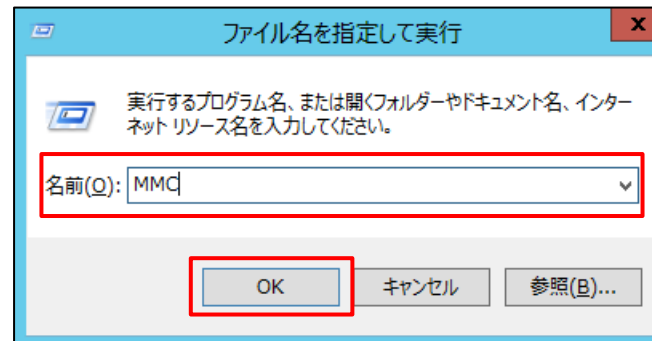 ファイル名を指定して実行
x
実行するプログラム名、または開くフォルダーやドキュメント名、インター
ネット リソース名を入力してください。
名前(O): MMC
OK キャンセル 参照(B)...